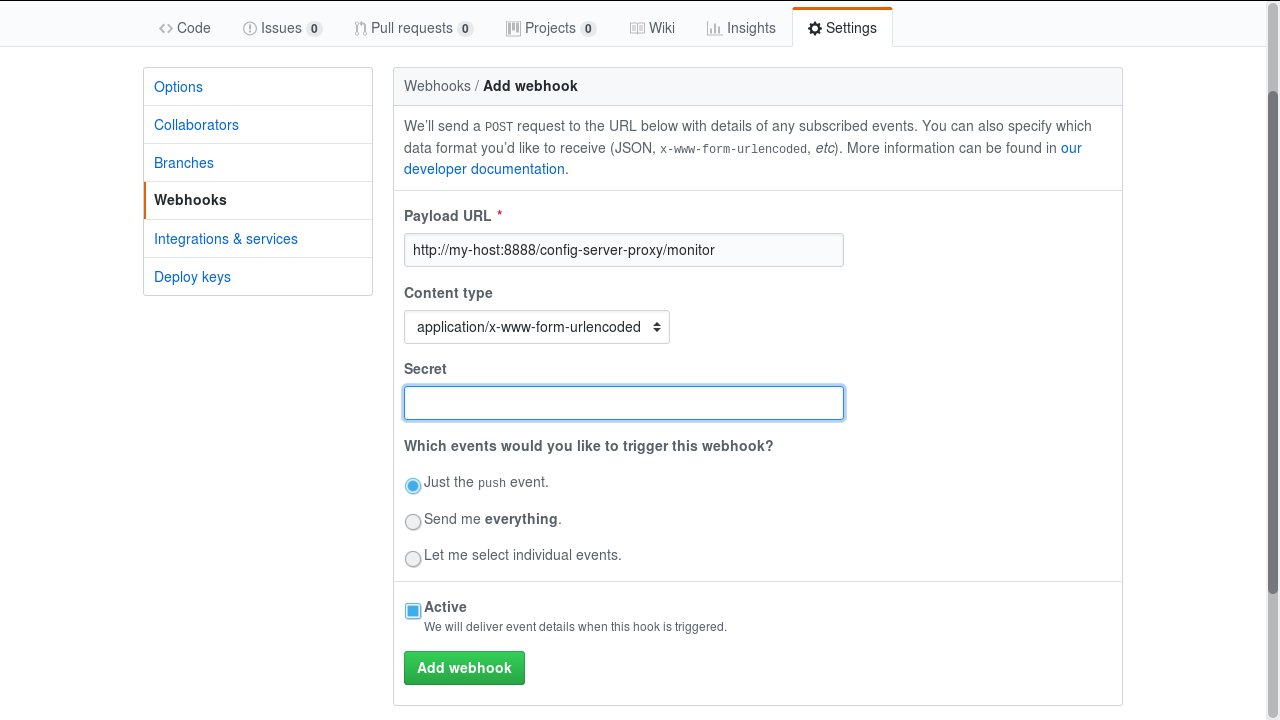 Code Issues 0 Pull requests 0 Projects 0 Wiki Insights Settings
Options
Collaborators
Branches
Webhooks
Integrations & services
Deploy keys
Webhooks / Add webhook
We’ll send a POST request to the URL below with details of any subscribed events. You can also specify which
data format you’d like to receive (JSON, x-www-form-urlencoded, etc). More information can be found in our
developer documentation.
Payload URL *
http://my-host:8888/config-server-proxy/monitor
Content type
application/x-www-form-urlencoded
Secret
Which events would you like to trigger this webhook?
Just the push event.
Send me everything.
Let me select individual events.
Active
We will deliver event details when this hook is triggered.
Add webhook